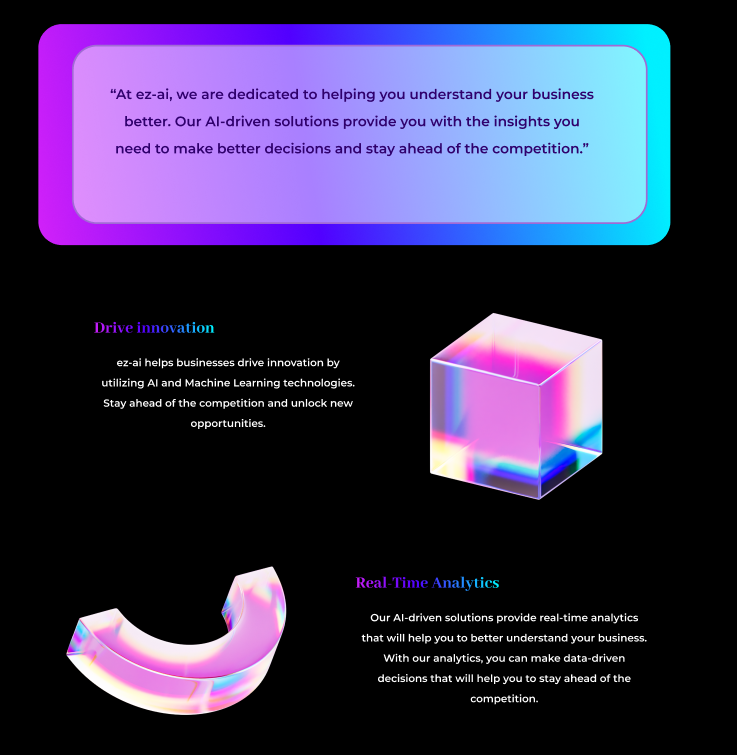 “At ez-ai, we are dedicated to helping you understand your business
better. Our AI-driven solutions provide you with the insights you
need to make better decisions and stay ahead of the competition.”
Drive innovation
ez-ai helps businesses drive innovation by
utilizing AI and Machine Learning technologies.
Stay ahead of the competition and unlock new
opportunities.
Real-Time Analytics
Our AI-driven solutions provide real-time analytics
that will help you to better understand your business.
With our analytics, you can make data-driven
decisions that will help you to stay ahead of the
competition.